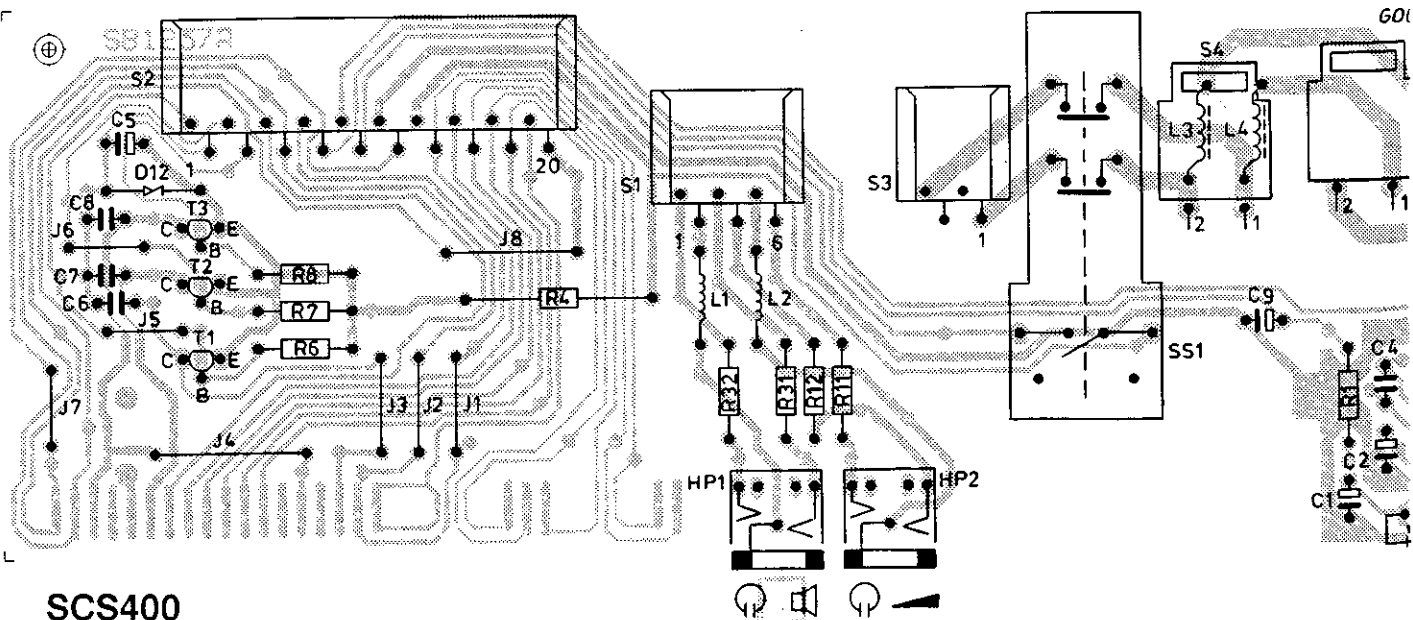 GOL
S4
S2
C5
20
D12
1
S1
S3
L3
L4
C8
T3
C
E
J6
B
1
6
1
2
1
2
1
J8
T2
C7
C
E
R8
C6
B
R7
R4
L1
L2
C9
J5
T1
C
E
R6
B
SS1
C4
J7
J3
J2
J1
R32
R31
R12
R11
R1
J4
C2
HP1
HP2
C1
SCS400